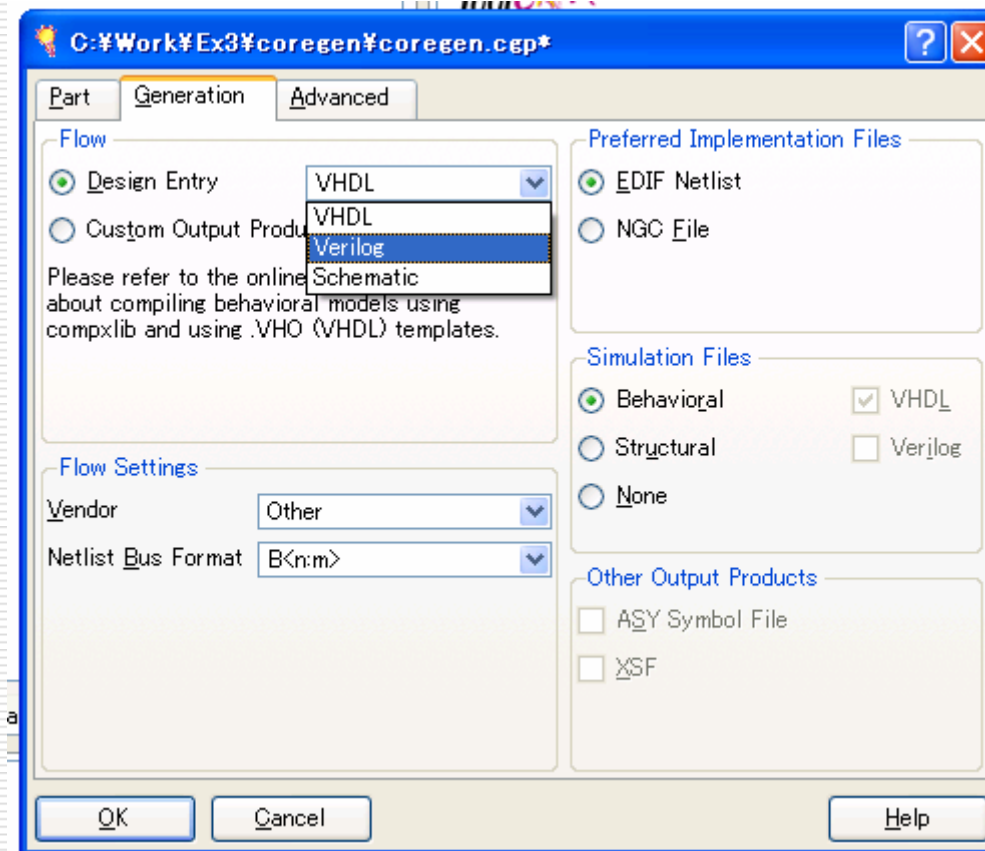 C:¥Work¥Ex3¥coregen¥coregen.cgp*
Part Generation Advanced
Flow
Design Entry VHDL
VHDL
Custom Output Produ
Verilog
Schematic
Please refer to the online
about compiling behavioral models using
compxlib and using .VHO (VHDL) templates.
Flow Settings
Vendor Other
Netlist Bus Format B<n:m>
Preferred Implementation Files
EDIF Netlist
NGC File
Simulation Files
Behavioral VHDL
Structural Verilog
None
Other Output Products
ASY Symbol File
XSF
a
OK Cancel Help